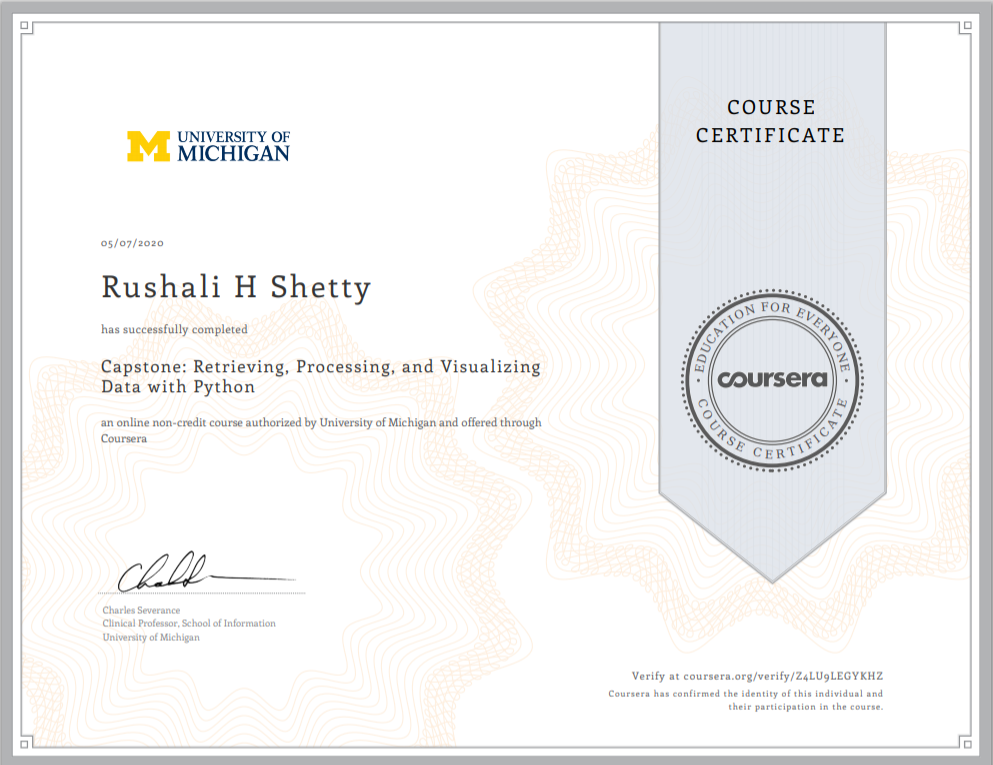 COURSE
CERTIFICATE
UNIVERSITY OF
MICHIGAN
05/07/2020
Rushali H Shetty
has successfully completed
Capstone: Retrieving, Processing, and Visualizing
Data with Python
an online non-credit course authorized by University of Michigan and offered through
Coursera
EDUCATION FOR EVERYONE
coursera
COURSE CERTIFICATE
Charles Severance
Clinical Professor, School of Information
University of Michigan
Verify at coursera.org/verify/Z4LU9LEGYKHZ
Coursera has confirmed the identity of this individual and
their participation in the course.